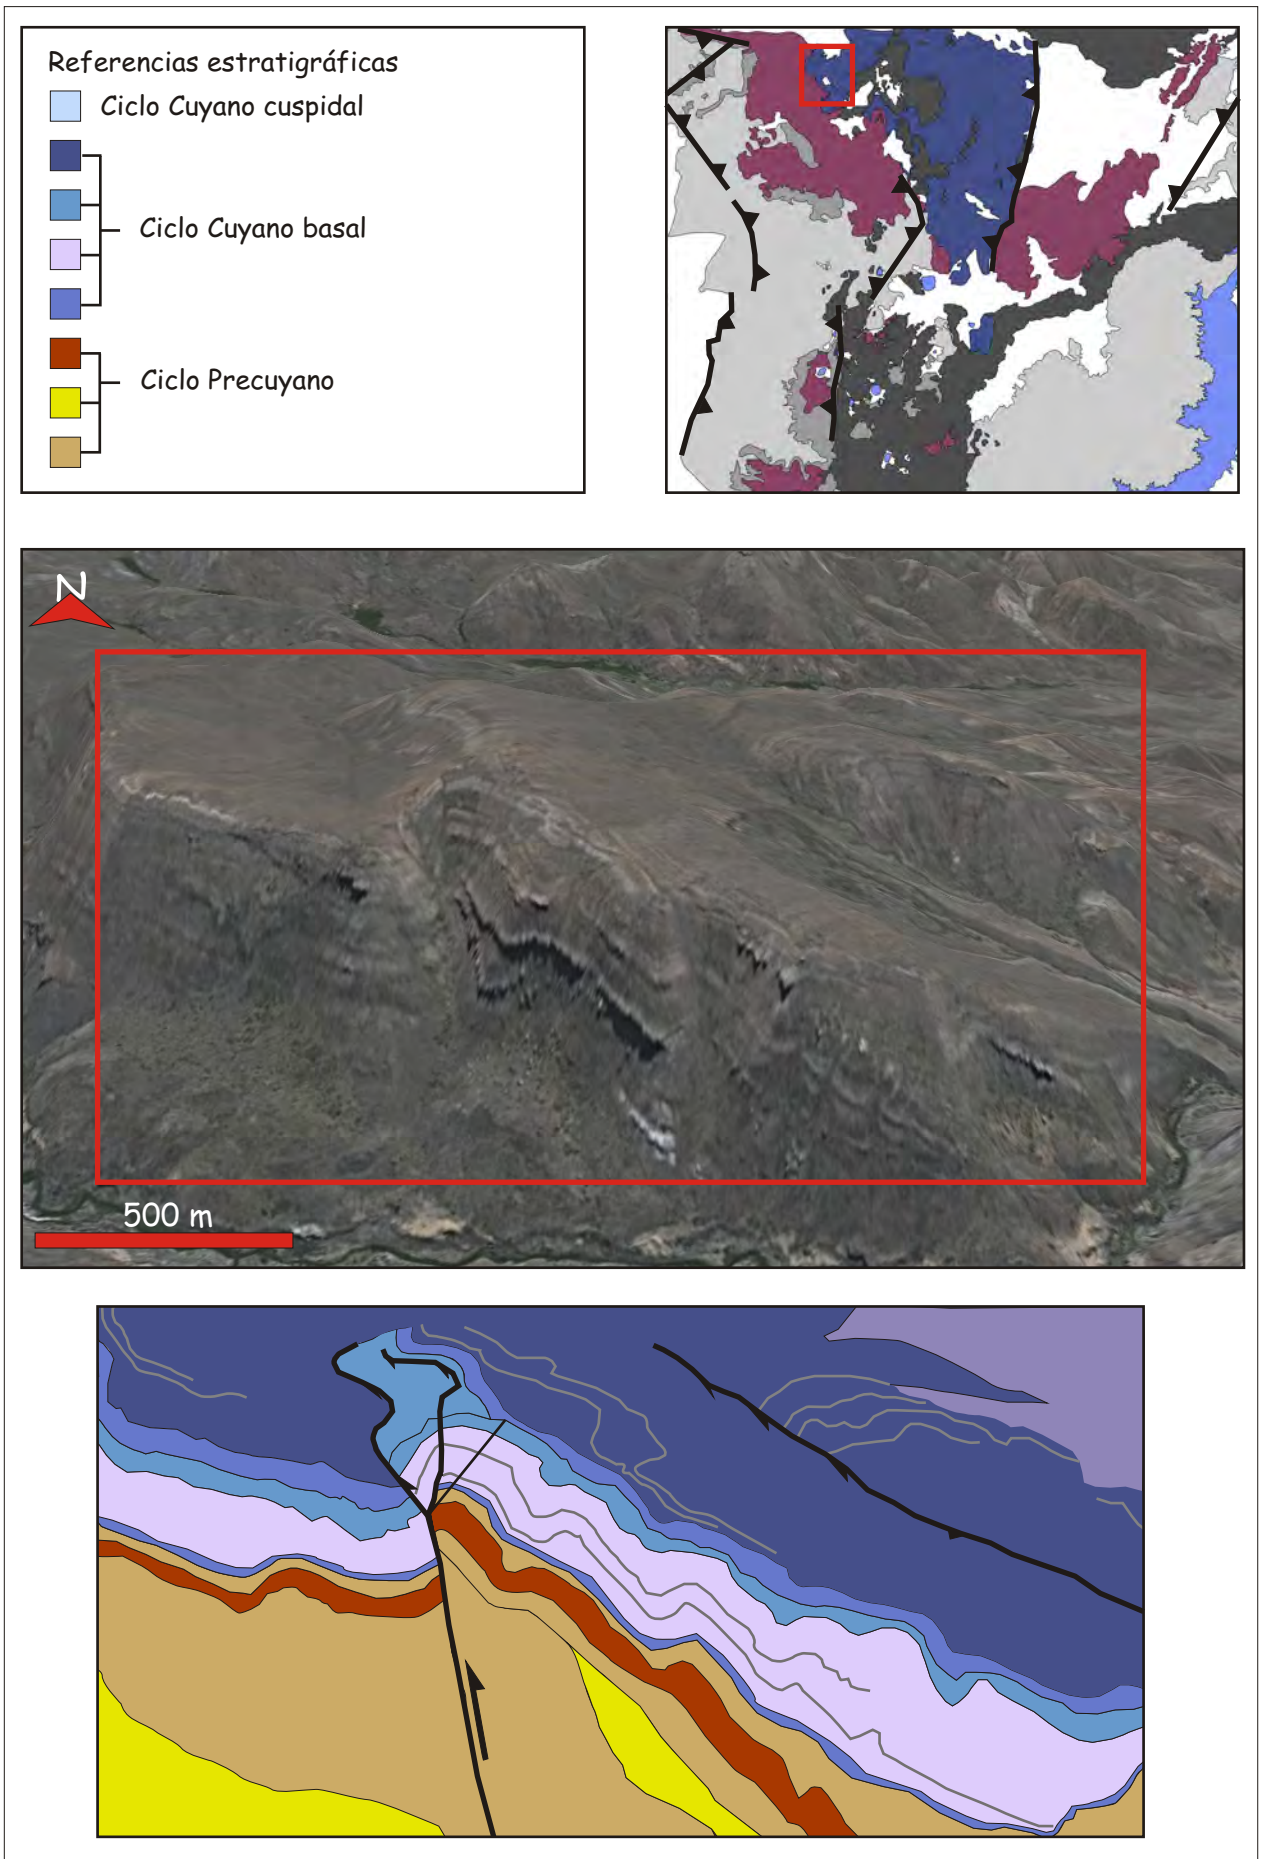 Referencias estratigráficas
Ciclo Cuyano cuspidal
Ciclo Cuyano basal
Ciclo Precuyano
N
500 m